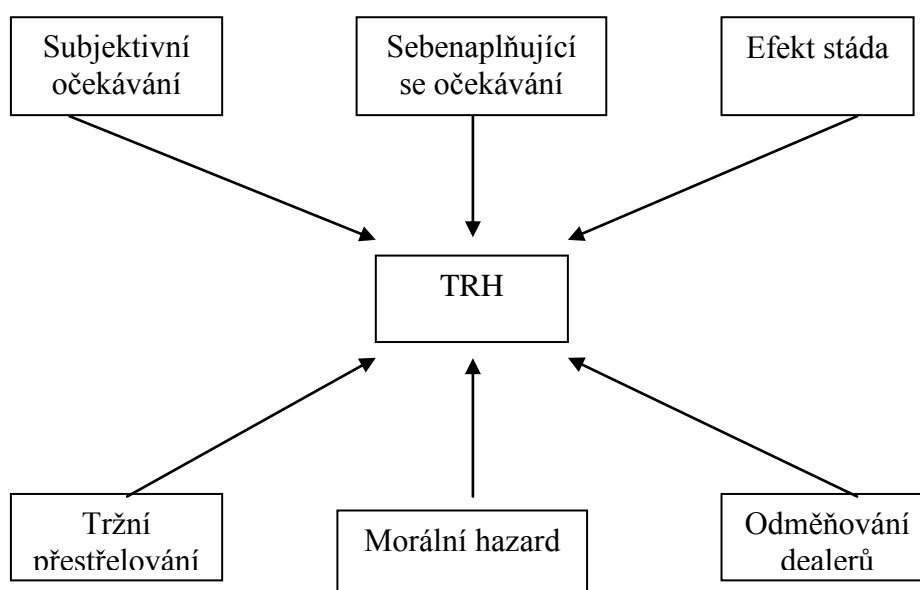 Subjektivní
očekávání
Sebenaplňující
se očekávání
Efekt stáda
TRH
Tržní
přestřelování
Morální hazard
Odměňování
dealerů